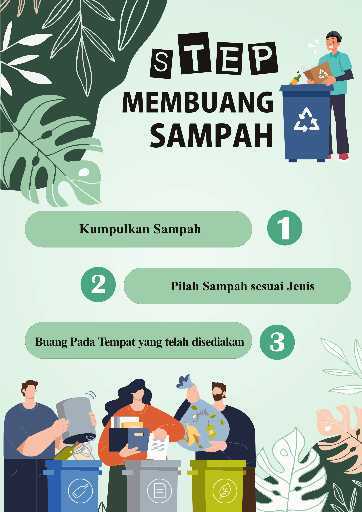 STEP
MEMBUANG
SAMPAH
Kumpulkan Sampah 1
2 Pilah Sampah sesuai Jenis
Buang Pada Tempat yang telah disediakan 3